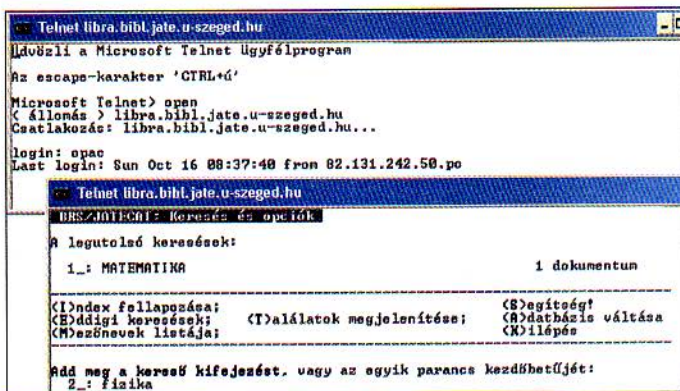 Telnet libra.bibl.jate.u-szeged.hu
Üdvözli a Microsoft Telnet Ügyfélprogram
Az escape-karakter 'CTRL+ú'
Microsoft Telnet> open
( állomás ) libra.bibl.jate.u-szeged.hu
Csatlakozás: libra.bibl.jate.u-szeged.hu...
login: opac
Last login: Sun Oct 16 08:37:40 from 82.131.242.50.po
Telnet libra.bibl.jate.u-szeged.hu
BRS/JATECAT: Keresés és opciók
A legutolsó keresések:
1_: MATEMATIKA 1 dokumentum
(I)ndex fellapozása; (S)egítség!
(E)ddigi keresések; (T)alálatok megjelenítése; (A)datbázis váltása
(M)ezőnevek listája; (K)ilépés
Add meg a kereső kifejezést, vagy az egyik parancs kezdőbetűjét:
2_: fizika